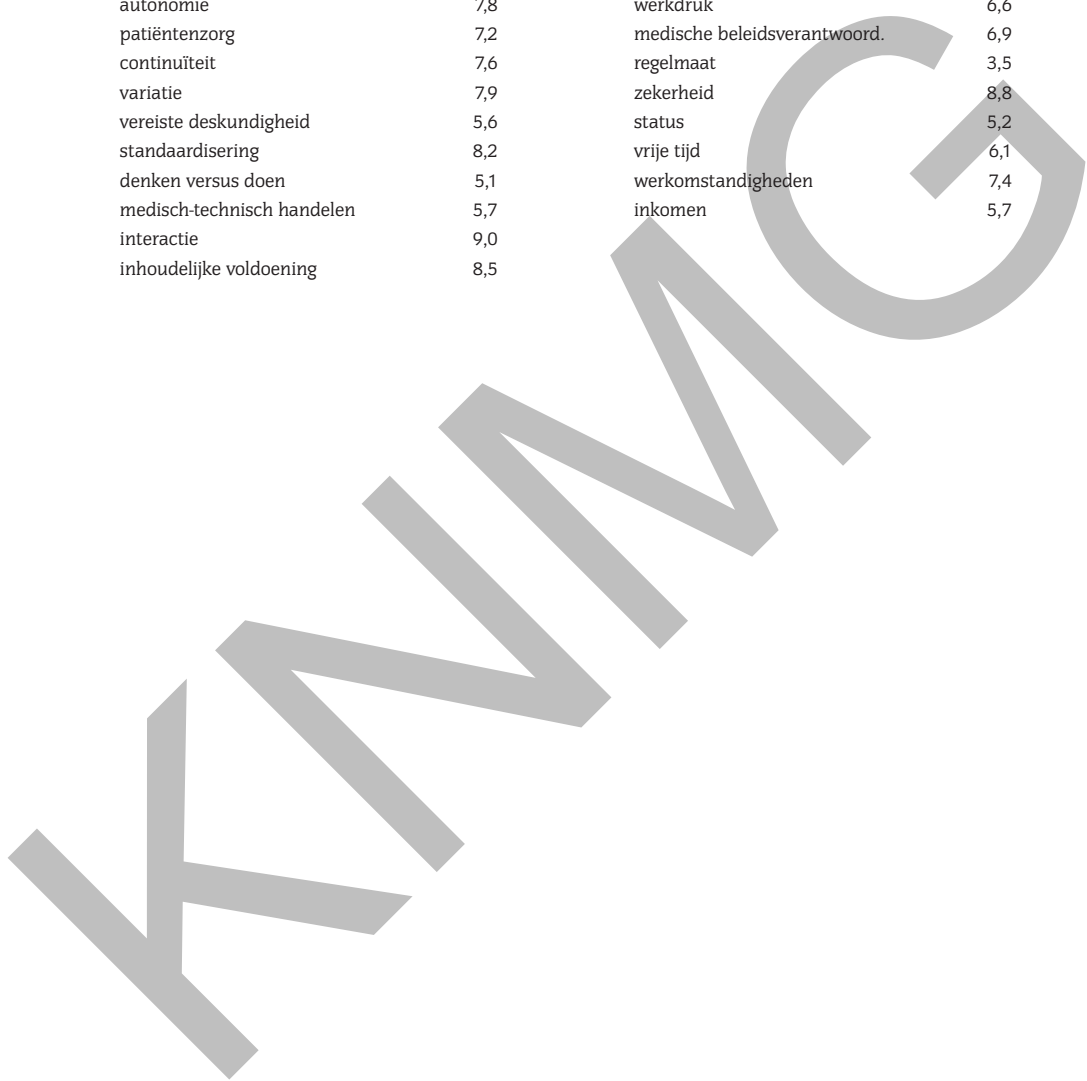 autonomie 7,8
patiëntenzorg 7,2
continuïteit 7,6
variatie 7,9
vereiste deskundigheid 5,6
standaardisering 8,2
denken versus doen 5,1
medisch-technisch handelen 5,7
interactie 9,0
inhoudelijke voldoening 8,5
werkdruk 6,6
medische beleidsverantwoord. 6,9
regelmaat 3,5
zekerheid 8,8
status 5,2
vrije tijd 6,1
werkomstandigheden 7,4
inkomen 5,7
KNMG